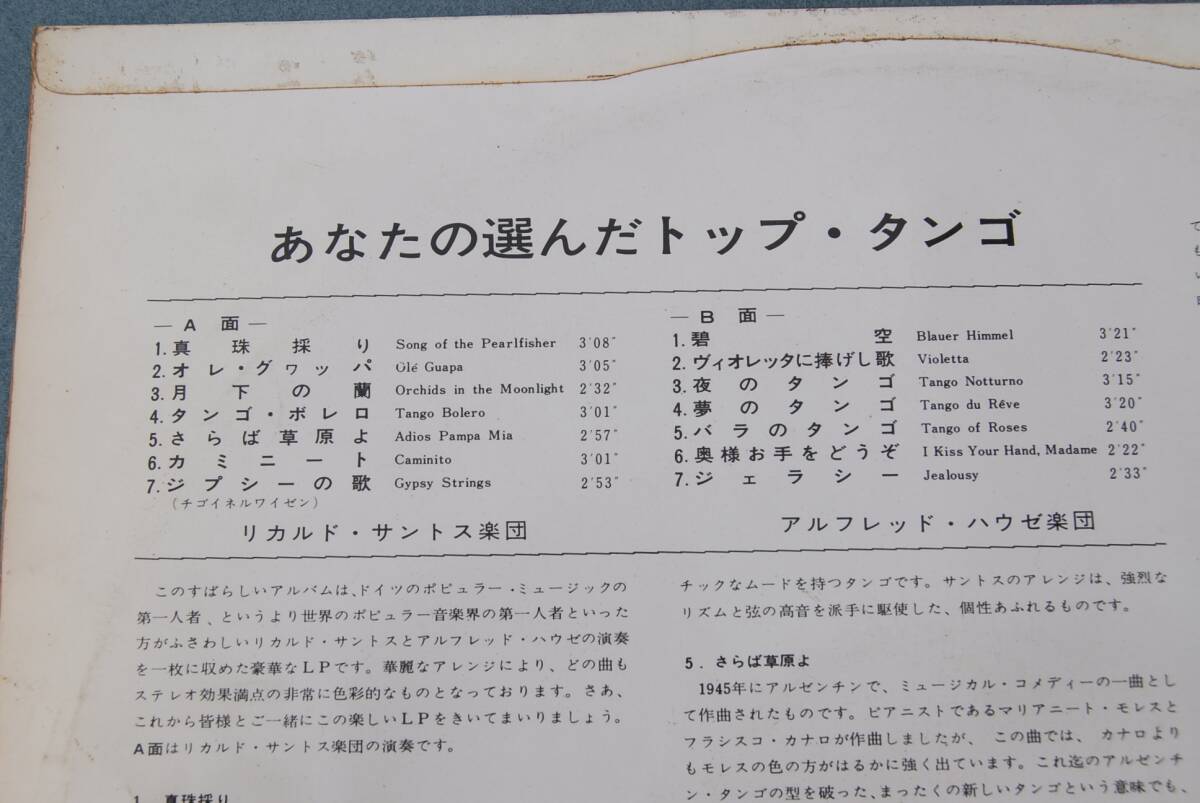 あなたの選んだトップ・タンゴ
— A 面 —
1. 真珠採り Song of the Pearlfisher 3′08″
2. オレ・グヮッパ Olé Guapa 3′05″
3. 月下の蘭 Orchids in the Moonlight 2′32″
4. タンゴ・ボレロ Tango Bolero 3′01″
5. さらば草原よ Adios Pampa Mia 2′57″
6. カミニート Caminito 3′01″
7. ジプシーの歌 Gypsy Strings 2′53″
(チゴイネルワイゼン)
リカルド・サントス楽団
— B 面 —
1. 碧空 Blauer Himmel 3′21″
2. ヴィオレッタに捧げし歌 Violetta 2′23″
3. 夜のタンゴ Tango Notturno 3′15″
4. 夢のタンゴ Tango du Rêve 3′20″
5. バラのタンゴ Tango of Roses 2′40″
6. 奥様お手をどうぞ I Kiss Your Hand, Madame 2′22″
7. ジェラシー Jealousy 2′33″
アルフレッド・ハウゼ楽団
このすばらしいアルバムは、ドイツのポピュラー・ミュージックの
第一人者、というより世界のポピュラー音楽界の第一人者といった
方がふさわしいリカルド・サントスとアルフレッド・ハウゼの演奏
を一枚に収めた豪華なLPです。華麗なアレンジにより、どの曲も
ステレオ効果満点の非常に色彩的なものとなっております。さあ、
これから皆様とご一緒にこの楽しいLPをきいてまいりましょう。
A面はリカルド・サントス楽団の演奏です。
1. 真珠採り
チックなムードを持つタンゴです。サントスのアレンジは、強烈な
リズムと弦の高音を派手に駆使した、個性あふれるものです。
5. さらば草原よ
1945年にアルゼンチンで、ミュージカル・コメディーの一曲とし
て作曲されたものです。ピアニストであるマリアニート・モレスと
フラシスコ・カナロが作曲しましたが、この曲では、カナロより
もモレスの色の方がはるかに強く出ています。これ迄のアルゼンチ
ン・タンゴの型を破った、まったくの新しいタンゴという意味でも、
て
も
い